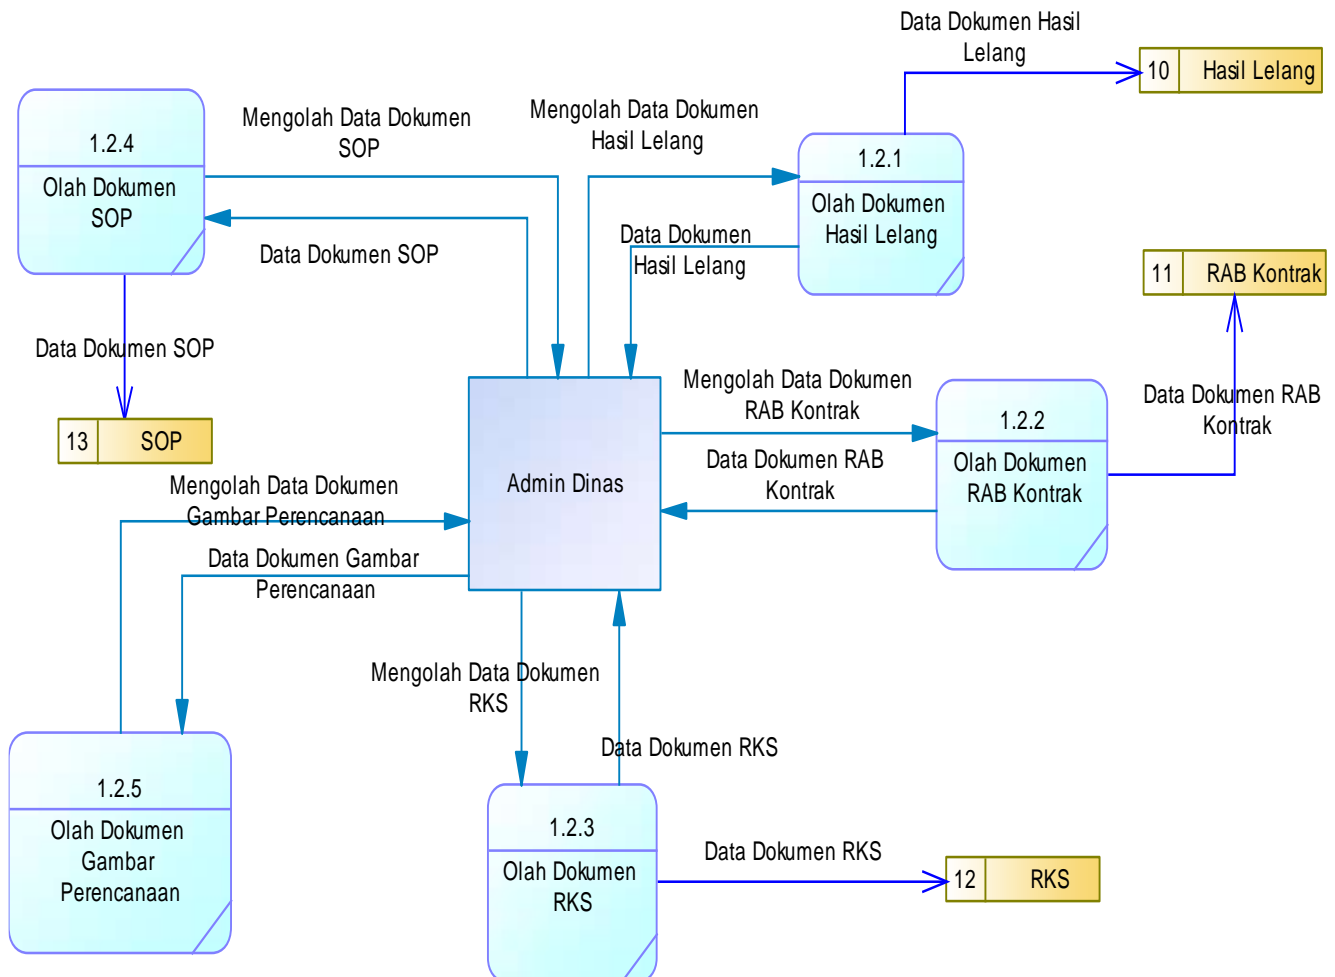 Data Dokumen Hasil
Lelang
10
Hasil Lelang
1.2.4
Olah Dokumen
SOP
Mengolah Data Dokumen
SOP
Mengolah Data Dokumen
Hasil Lelang
1.2.1
Olah Dokumen
Hasil Lelang
Data Dokumen SOP
Data Dokumen
Hasil Lelang
11
RAB Kontrak
Data Dokumen SOP
13
SOP
Mengolah Data Dokumen
RAB Kontrak
1.2.2
Olah Dokumen
RAB Kontrak
Data Dokumen RAB
Kontrak
Data Dokumen RAB
Kontrak
Admin Dinas
Mengolah Data Dokumen
Gambar Perencanaan
Data Dokumen Gambar
Perencanaan
Mengolah Data Dokumen
RKS
Data Dokumen RKS
1.2.5
Olah Dokumen
Gambar
Perencanaan
1.2.3
Olah Dokumen
RKS
Data Dokumen RKS
12
RKS